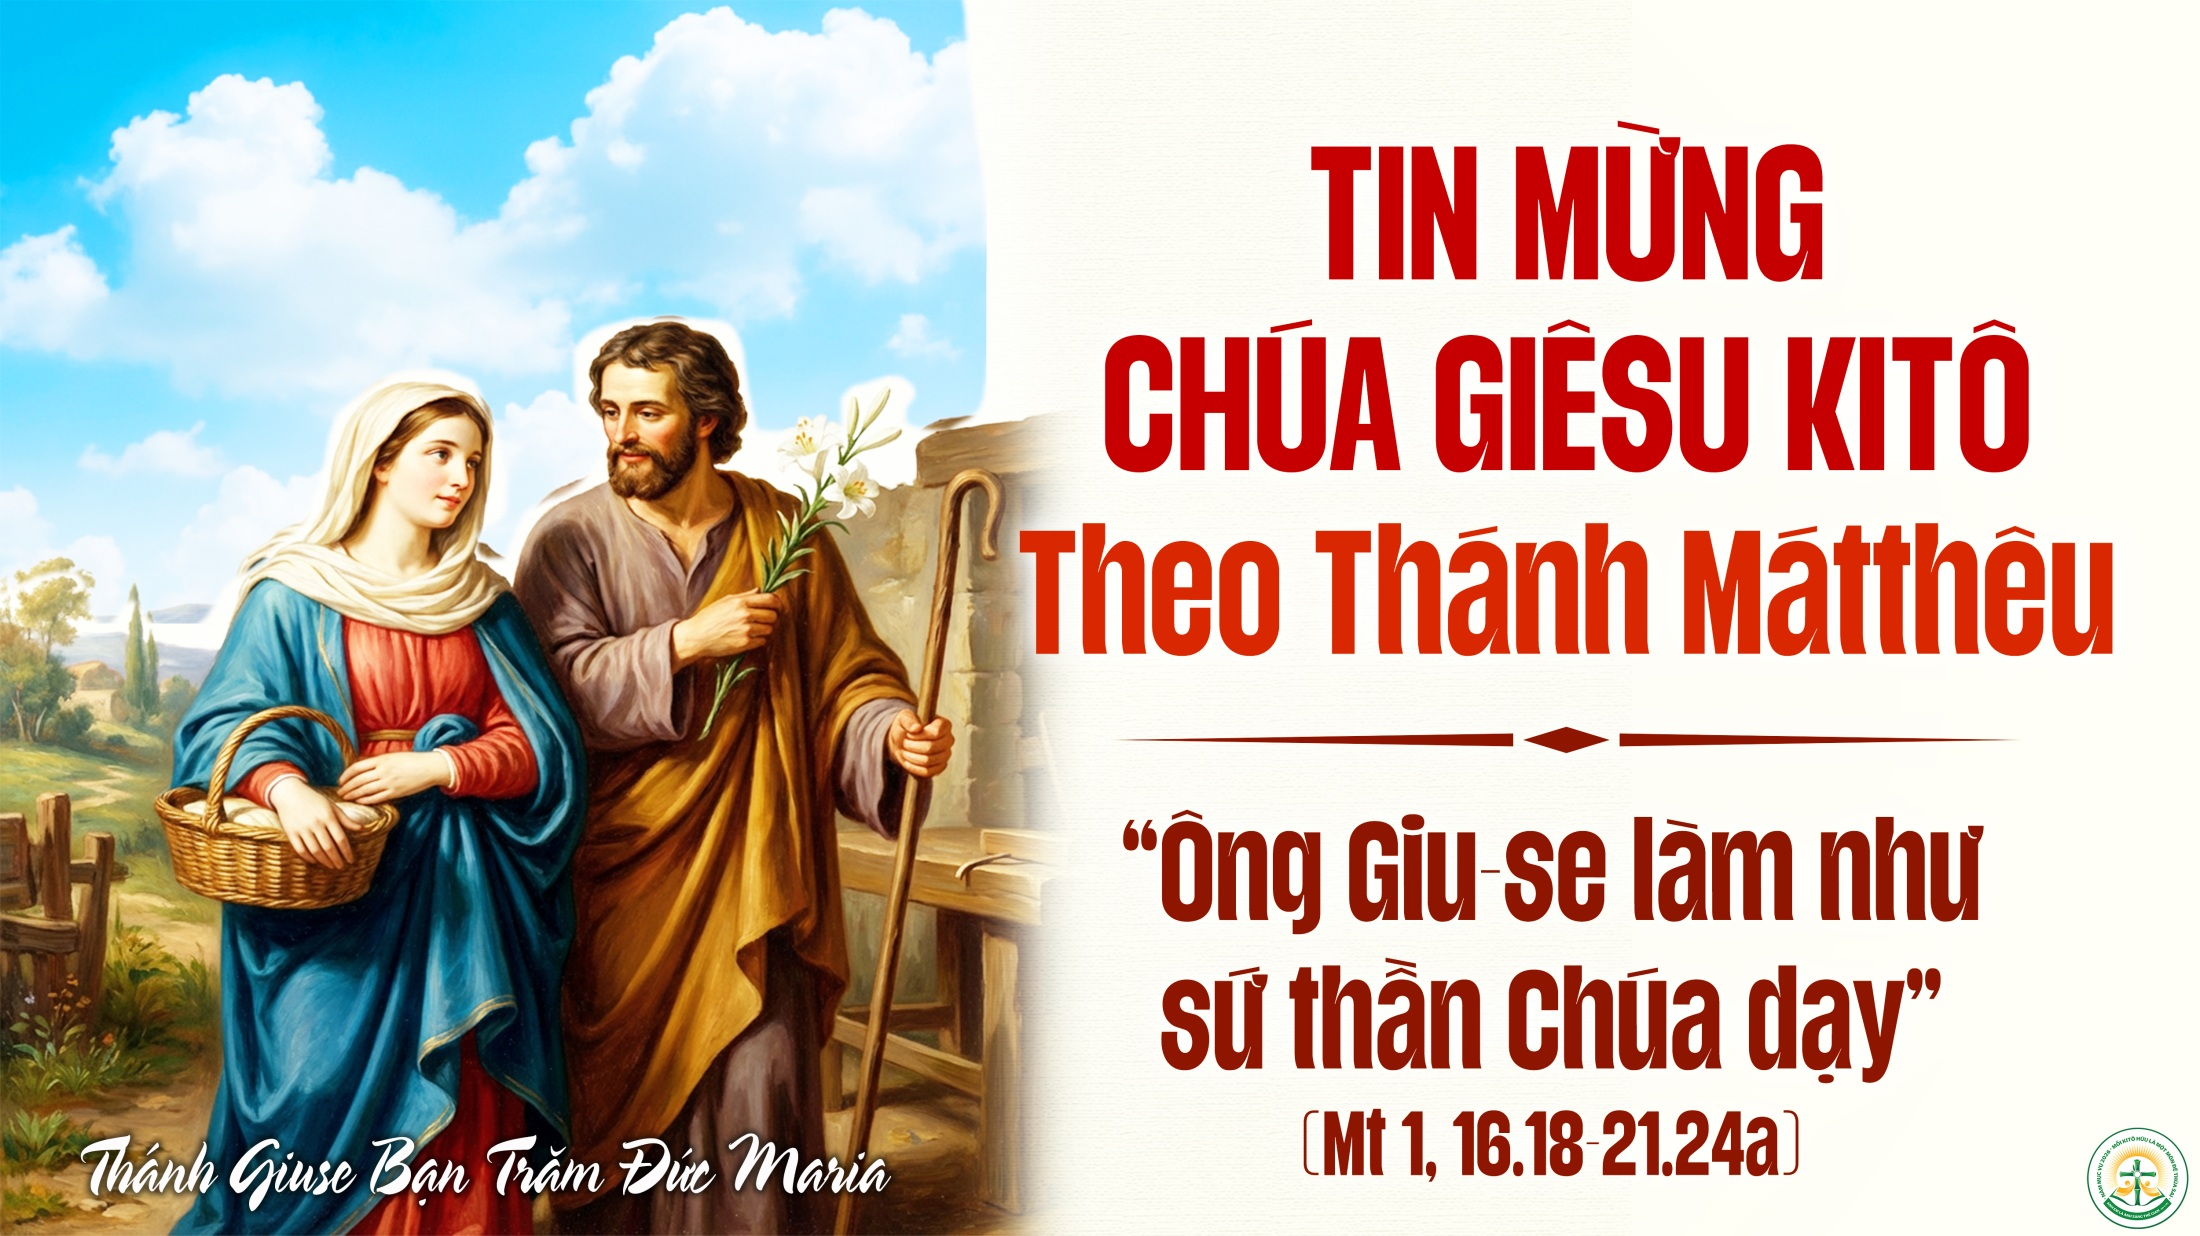 TIN MỪNG
CHÚA GIÊSU KITÔ
Theo Thánh Mátthêu
“Ông Giu-se làm như
sứ thần Chúa dạy”
(Mt 1, 16.18-21.24a)
Thánh Giuse Bạn Trăm Đức Maria